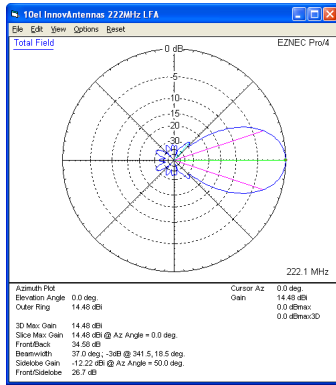 10el InnovAntennas 222MHz LFA
File Edit View Options Reset
Total Field
EZNEC Pro/4
0 dB
-5
-10
-15
-20
-30
222.1 MHz
Azimuth Plot Cursor Az 0.0 deg.
Elevation Angle 0.0 deg. Gain 14.48 dBi
Outer Ring 14.48 dBi 0.0 dBmax
0.0 dBmax3D
3D Max Gain 14.48 dBi
Slice Max Gain 14.48 dBi @ Az Angle = 0.0 deg.
Front/Back 34.58 dB
Beamwidth 37.0 deg.; -3dB @ 341.5, 18.5 deg.
Sidelobe Gain -12.22 dBi @ Az Angle = 50.0 deg.
Front/Sidelobe 26.7 dB